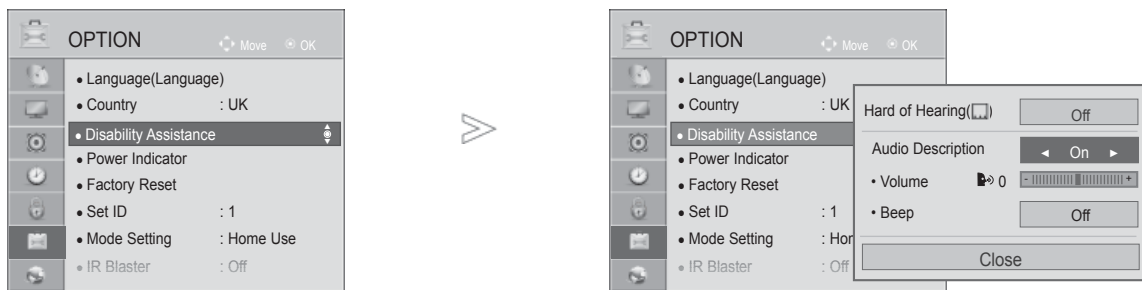 OPTION Move OK
• Language(Language)
• Country : UK
• Disability Assistance
• Power Indicator
• Factory Reset
• Set ID : 1
• Mode Setting : Home Use
• IR Blaster : Off
OPTION Move OK
• Language(Language)
• Country : UK
• Disability Assistance
• Power Indicator
• Factory Reset
• Set ID : 1
• Mode Setting : Hor
• IR Blaster : Off
Hard of Hearing( ) Off
Audio Description ◄ On ►
• Volume 0 - +
• Beep Off
Close